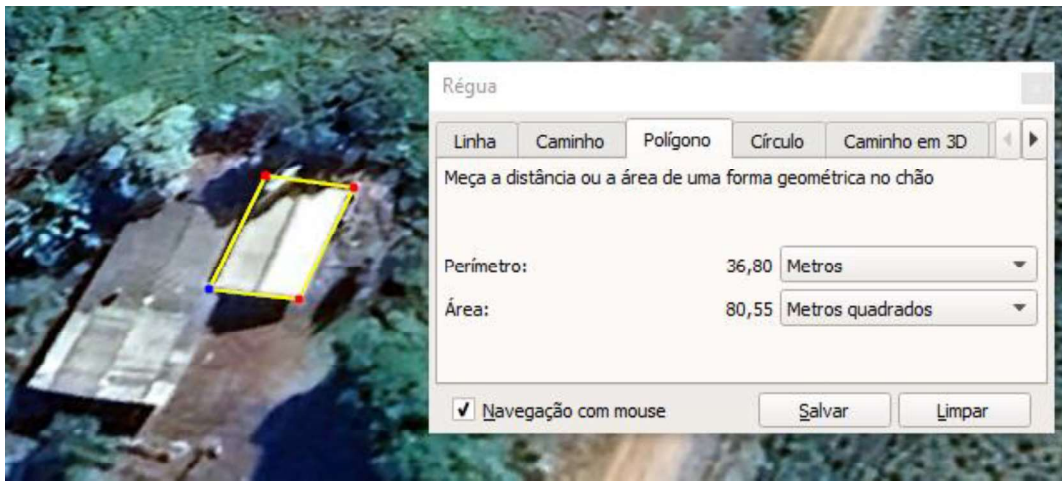 Régua
Linha Caminho Polígono Círculo Caminho em 3D
Meça a distância ou a área de uma forma geométrica no chão
Perímetro: 36,80 Metros
Área: 80,55 Metros quadrados
Navegação com mouse Salvar Limpar